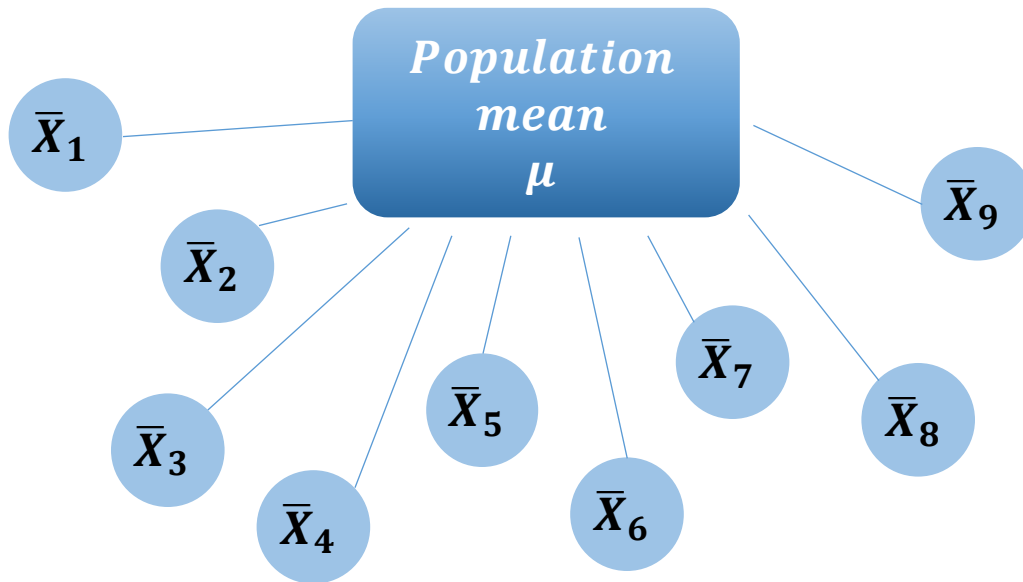 Population
mean
μ
X̅₁
X̅₂
X̅₃
X̅₄
X̅₅
X̅₆
X̅₇
X̅₈
X̅₉